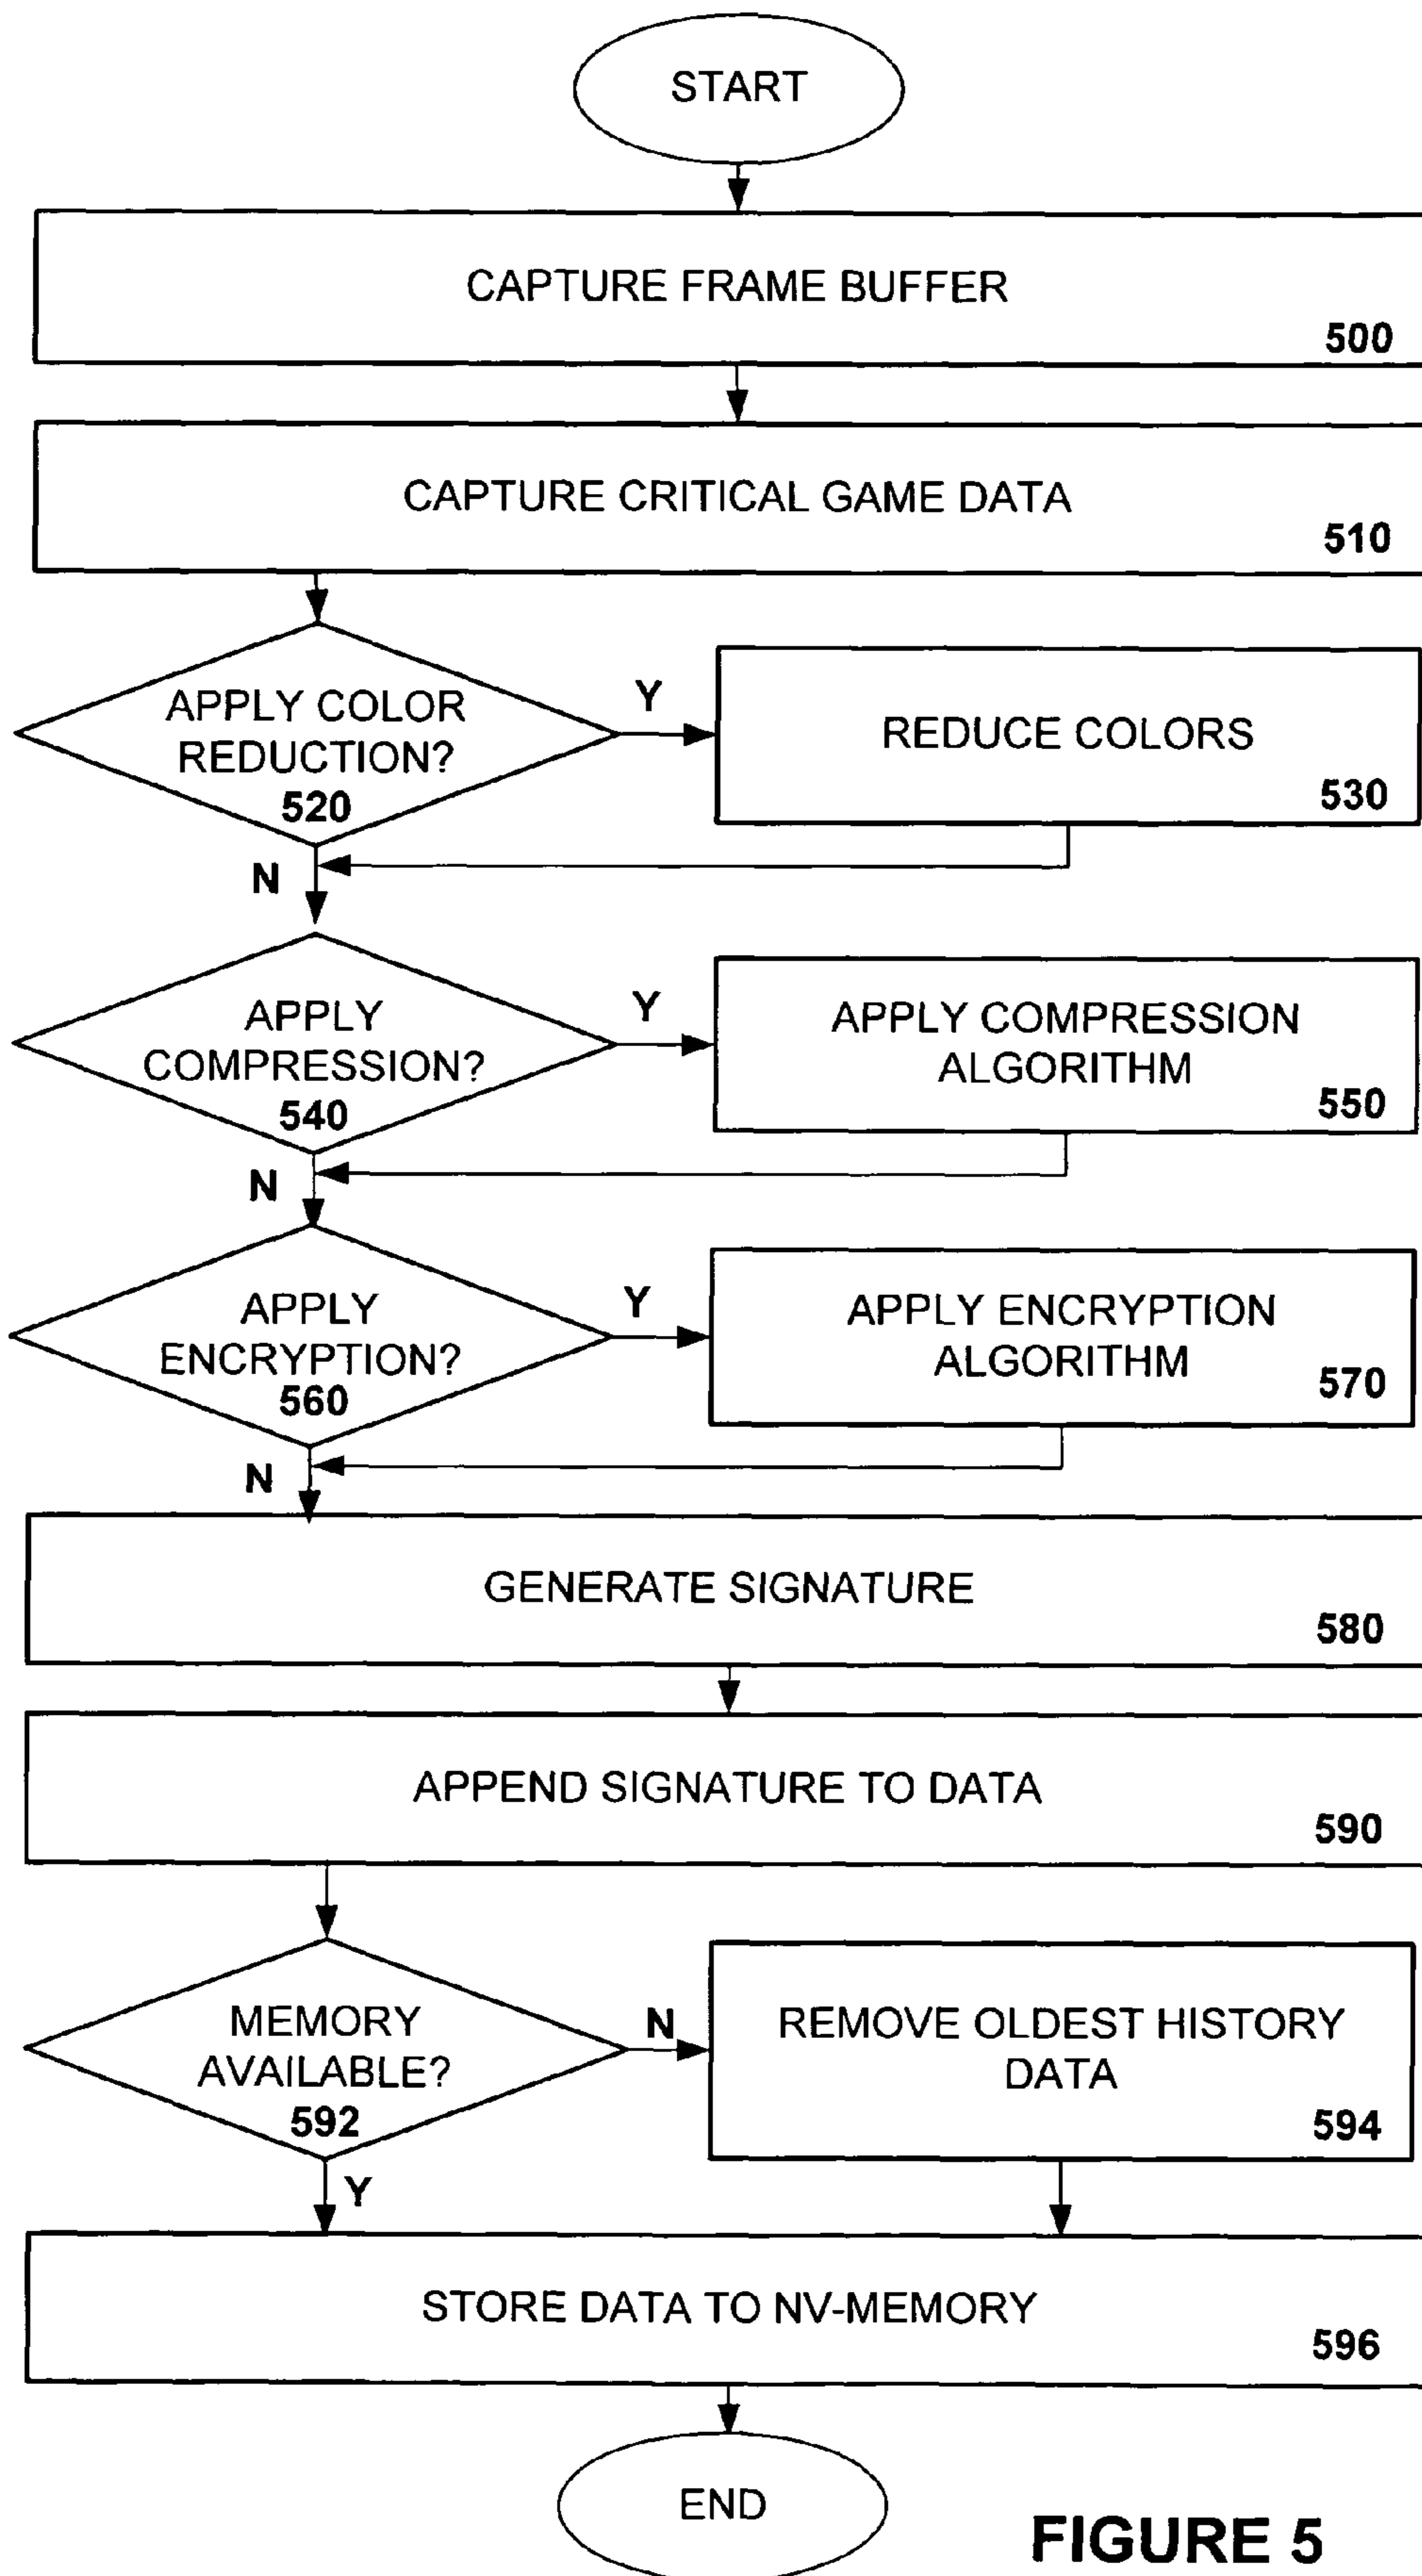 START
CAPTURE FRAME BUFFER
500
CAPTURE CRITICAL GAME DATA
510
APPLY COLOR
REDUCTION?
520
Y
REDUCE COLORS
530
N
APPLY
COMPRESSION?
540
Y
APPLY COMPRESSION
ALGORITHM
550
N
APPLY
ENCRYPTION?
560
Y
APPLY ENCRYPTION
ALGORITHM
570
N
GENERATE SIGNATURE
580
APPEND SIGNATURE TO DATA
590
MEMORY
AVAILABLE?
592
N
REMOVE OLDEST HISTORY
DATA
594
Y
STORE DATA TO NV-MEMORY
596
END
FIGURE 5